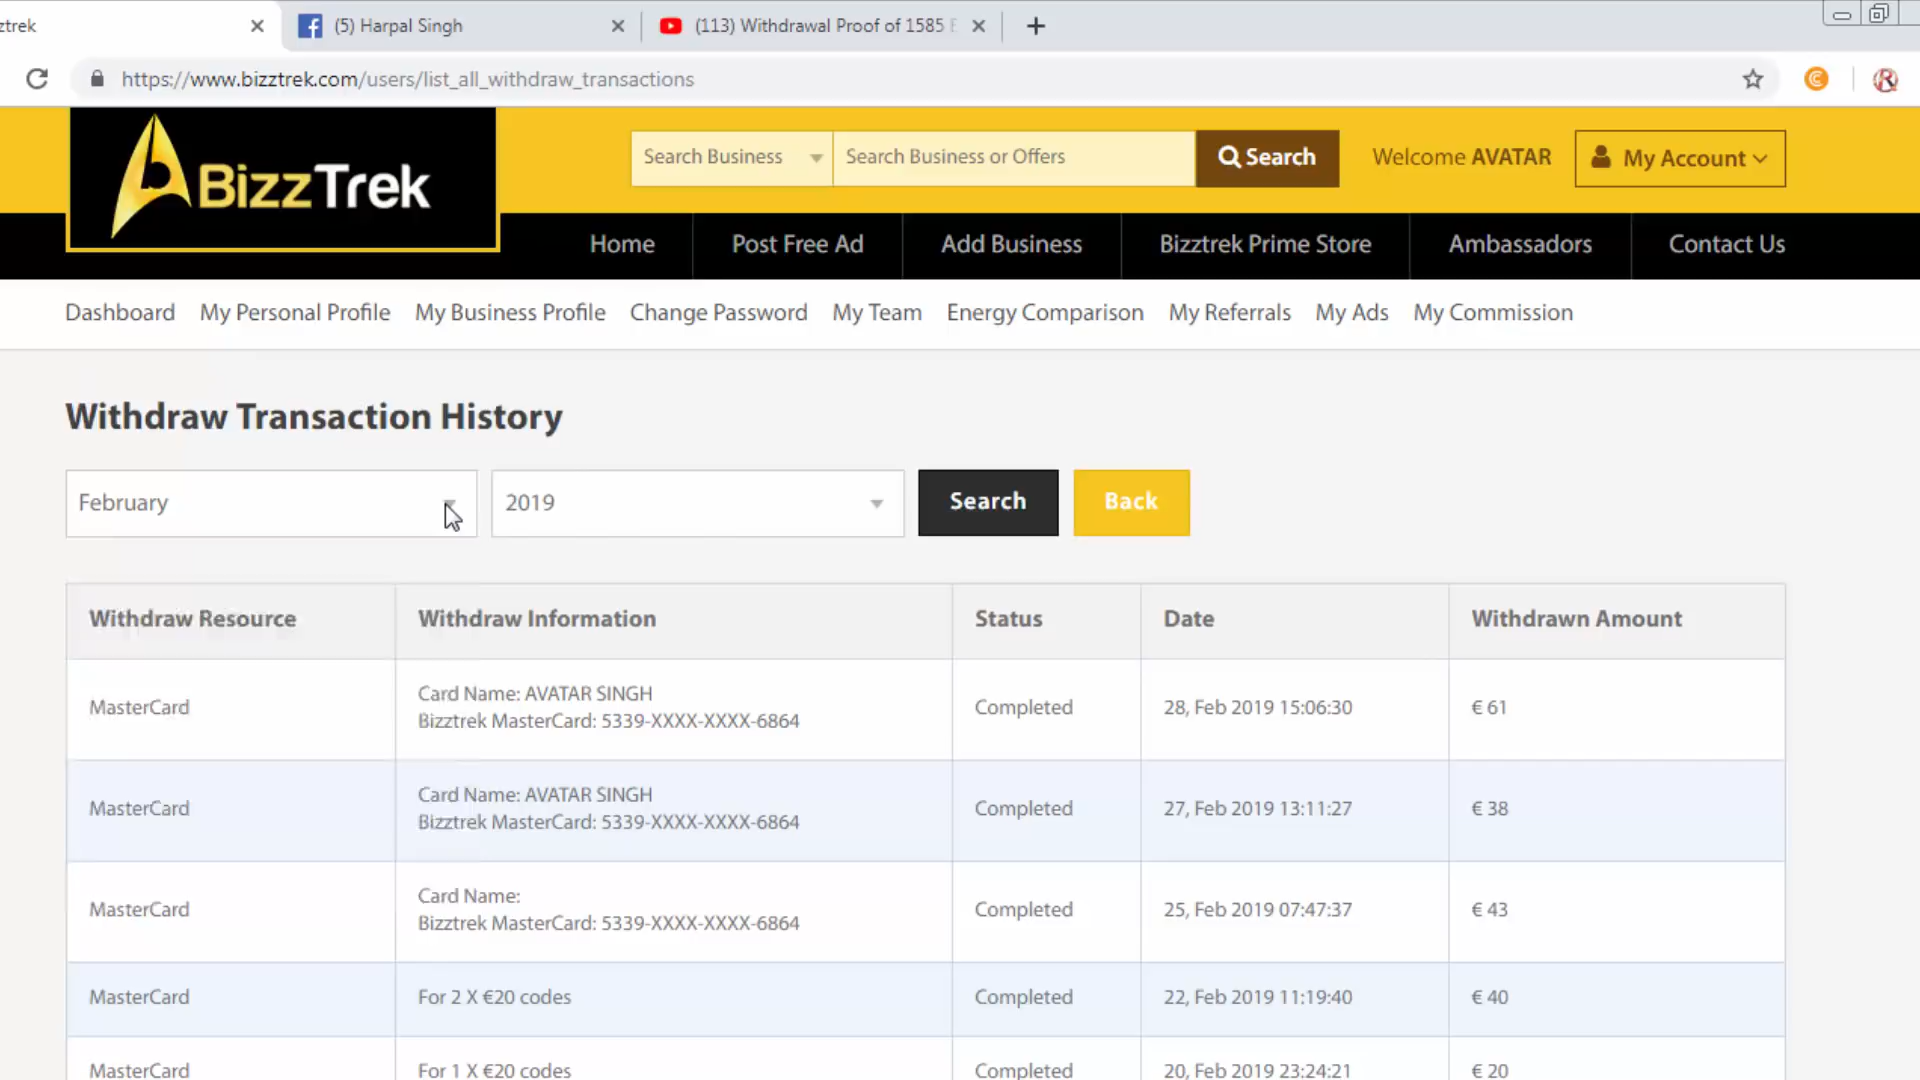 ztrek
(5) Harpal Singh
(113) Withdrawal Proof of 1585
https://www.bizztrek.com/users/list_all_withdraw_transactions
BizzTrek
Search Business
Search Business or Offers
Search
Welcome AVATAR
My Account
Home
Post Free Ad
Add Business
Bizztrek Prime Store
Ambassadors
Contact Us
Dashboard
My Personal Profile
My Business Profile
Change Password
My Team
Energy Comparison
My Referrals
My Ads
My Commission
Withdraw Transaction History
February
2019
Search
Back
Withdraw Resource
Withdraw Information
Status
Date
Withdrawn Amount
MasterCard
Card Name: AVATAR SINGH
Bizztrek MasterCard: 5339-XXXX-XXXX-6864
Completed
28, Feb 2019 15:06:30
€ 61
MasterCard
Card Name: AVATAR SINGH
Bizztrek MasterCard: 5339-XXXX-XXXX-6864
Completed
27, Feb 2019 13:11:27
€ 38
MasterCard
Card Name:
Bizztrek MasterCard: 5339-XXXX-XXXX-6864
Completed
25, Feb 2019 07:47:37
€ 43
MasterCard
For 2 X €20 codes
Completed
22, Feb 2019 11:19:40
€ 40
MasterCard
For 1 X €20 codes
Completed
20, Feb 2019 23:24:21
€ 20